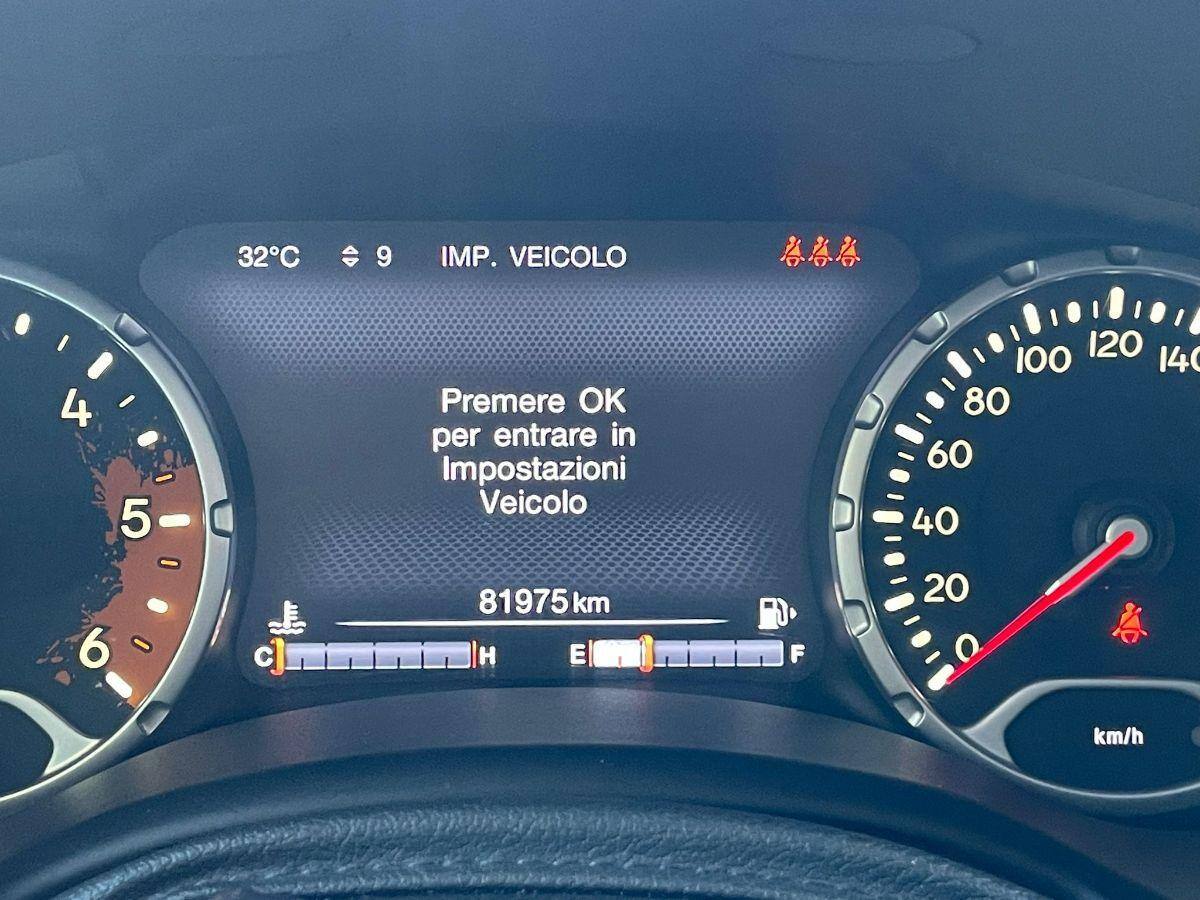 32°C 9 IMP. VEICOLO
Premere OK
per entrare in
Impostazioni
Veicolo
81975 km
C H E F
4
5
6
0
20
40
60
80
100
120
140
km/h